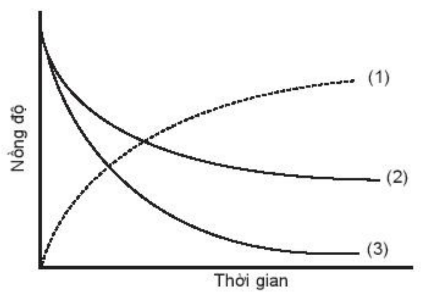 Nồng độ
(1)
(2)
(3)
Thời gian